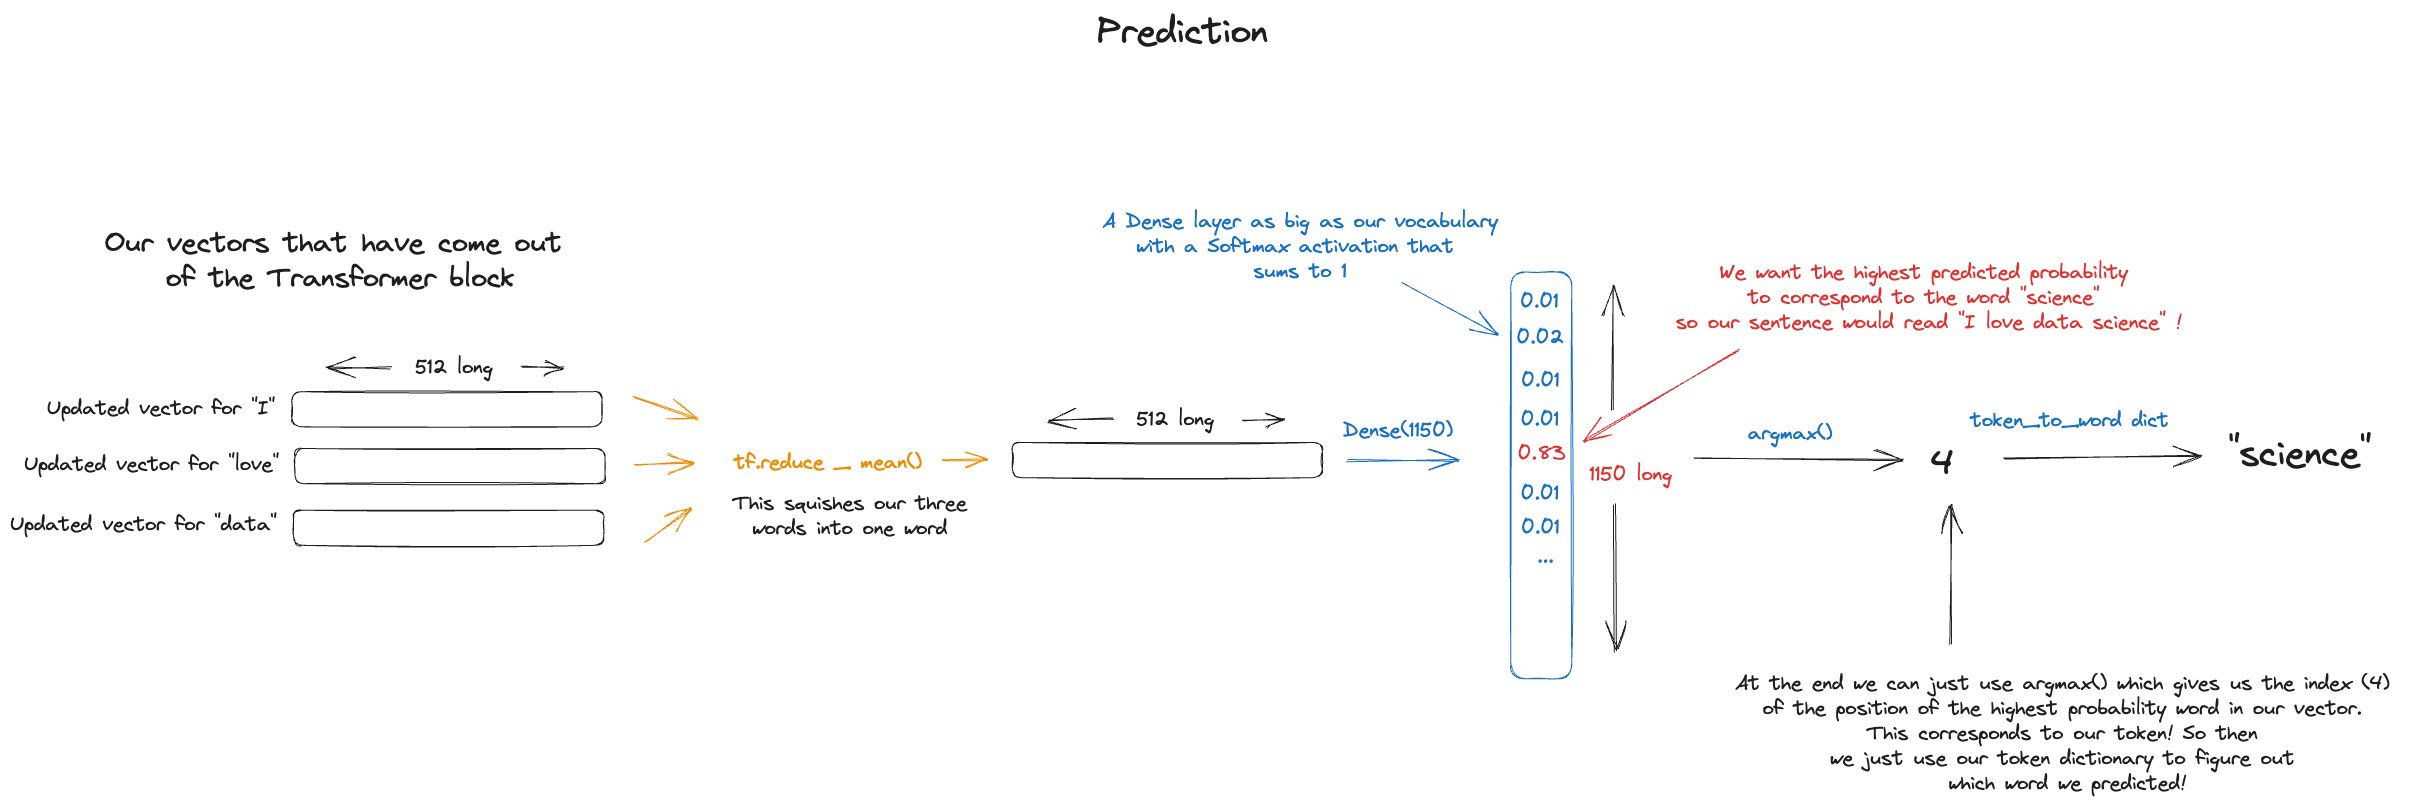 Prediction
Our vectors that have come out
of the Transformer block
512 long
Updated vector for "I"
Updated vector for "love"
Updated vector for "data"
tf.reduce _ mean()
This squishes our three
words into one word
512 long
Dense(1150)
A Dense layer as big as our vocabulary
with a Softmax activation that
sums to 1
0.01
0.02
0.01
0.01
0.83
0.01
0.01
...
1150 long
We want the highest predicted probability
to correspond to the word "science"
so our sentence would read "I love data science" !
argmax()
4
token_to_word dict
"science"
At the end we can just use argmax() which gives us the index (4)
of the position of the highest probability word in our vector.
This corresponds to our token! So then
we just use our token dictionary to figure out
which word we predicted!